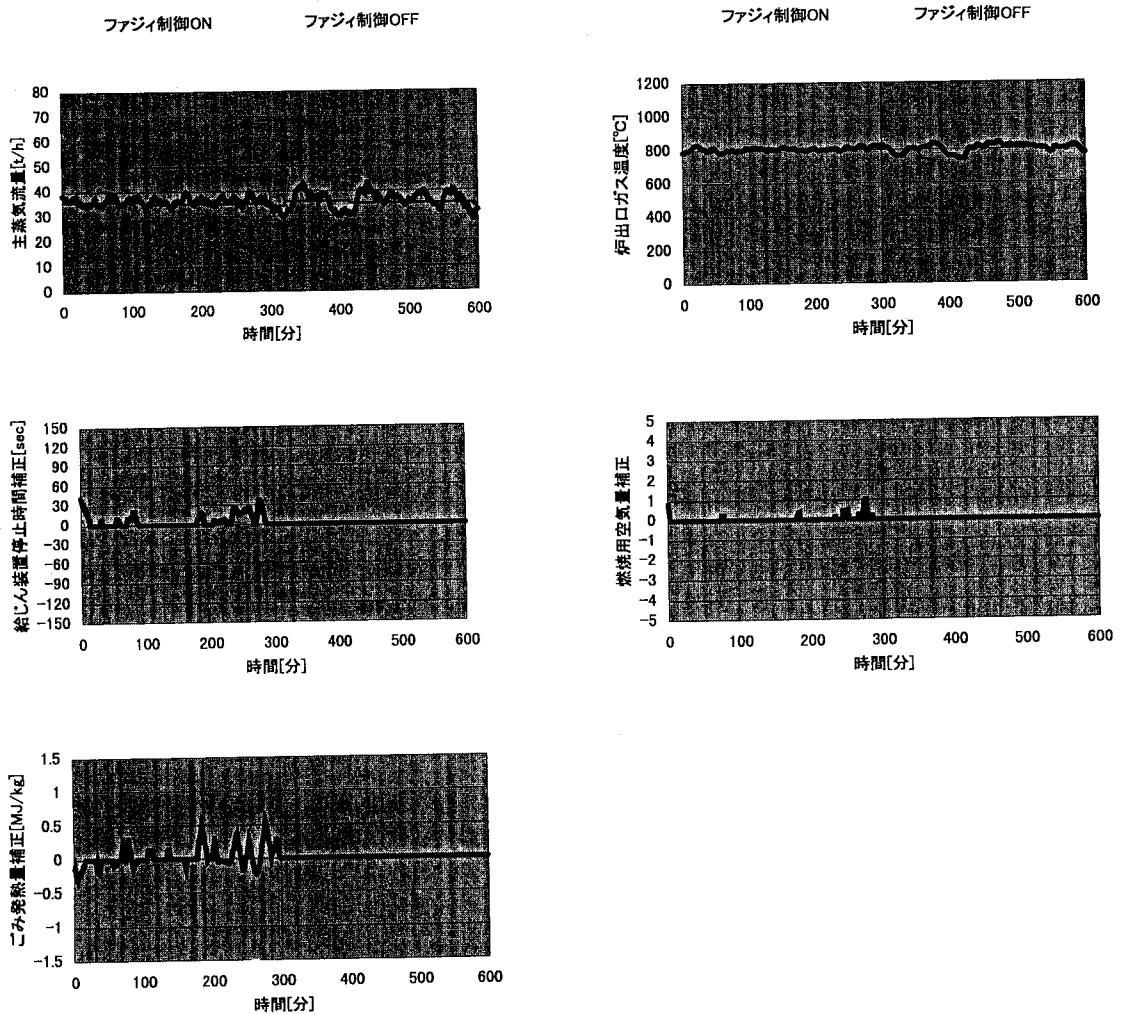 ファジィ制御ON ファジィ制御OFF
ファジィ制御ON ファジィ制御OFF
主蒸気流量[t/h]
80
70
60
50
40
30
20
10
0
0 100 200 300 400 500 600
時間[分]
炉出口ガス温度[℃]
1200
1000
800
600
400
200
0
0 100 200 300 400 500 600
時間[分]
給じん装置停止時間補正[sec]
150
120
90
60
30
0
-30
-60
-90
-120
-150
0 100 200 300 400 500 600
時間[分]
燃焼用空気量補正
5
4
3
2
1
0
-1
-2
-3
-4
-5
0 100 200 300 400 500 600
時間[分]
ごみ発熱量補正[MJ/kg]
1.5
1
0.5
0
-0.5
-1
-1.5
0 100 200 300 400 500 600
時間[分]